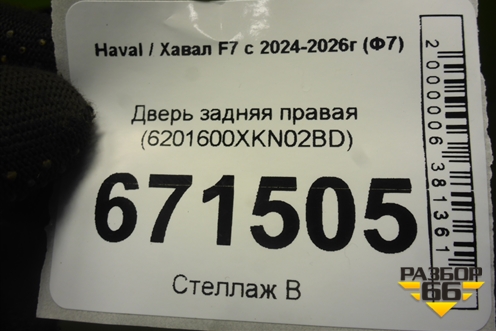 Haval / Хавал F7 с 2024-2026г (Ф7)
Дверь задняя правая
(6201600XKN02BD)
671505
Стеллаж В
2000006381361
РАЗБОР
66